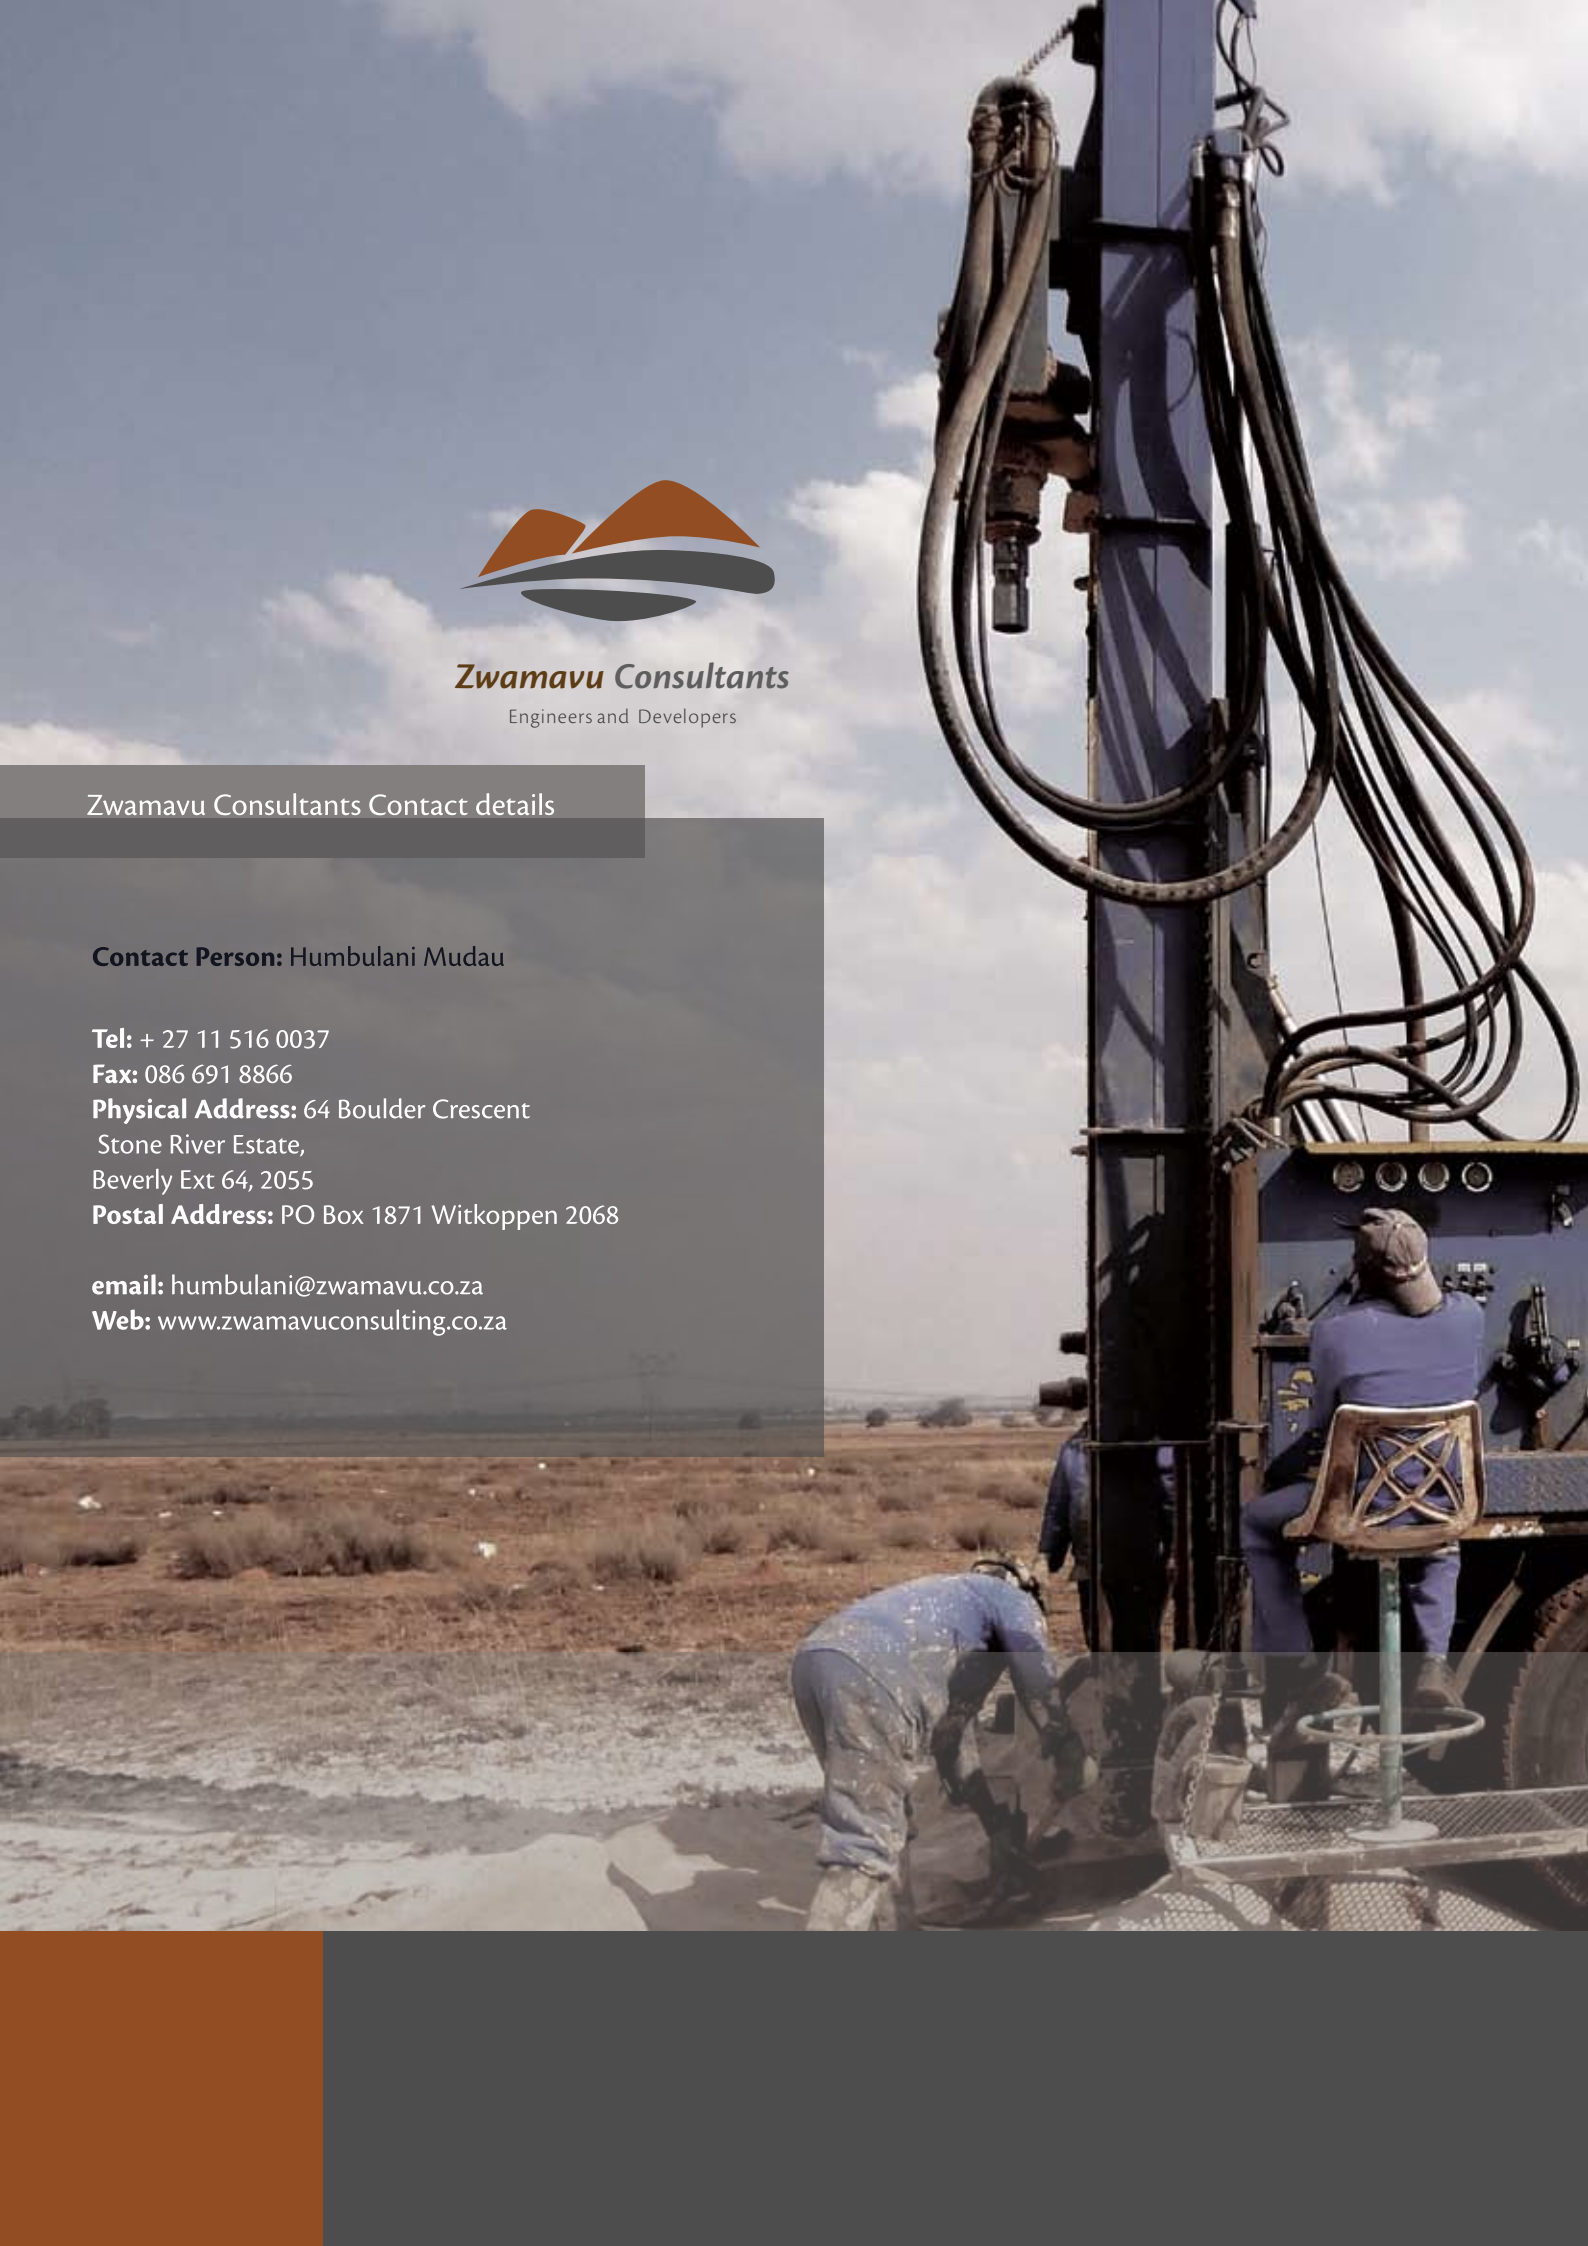 Zwamavu Consultants
Engineers and Developers
Zwamavu Consultants Contact details
Contact Person: Humbulani Mudau
Tel: + 27 11 516 0037
Fax: 086 691 8866
Physical Address: 64 Boulder Crescent
Stone River Estate,
Beverly Ext 64, 2055
Postal Address: PO Box 1871 Witkoppen 2068
email: humbulani@zwamavu.co.za
Web: www.zwamavuconsulting.co.za